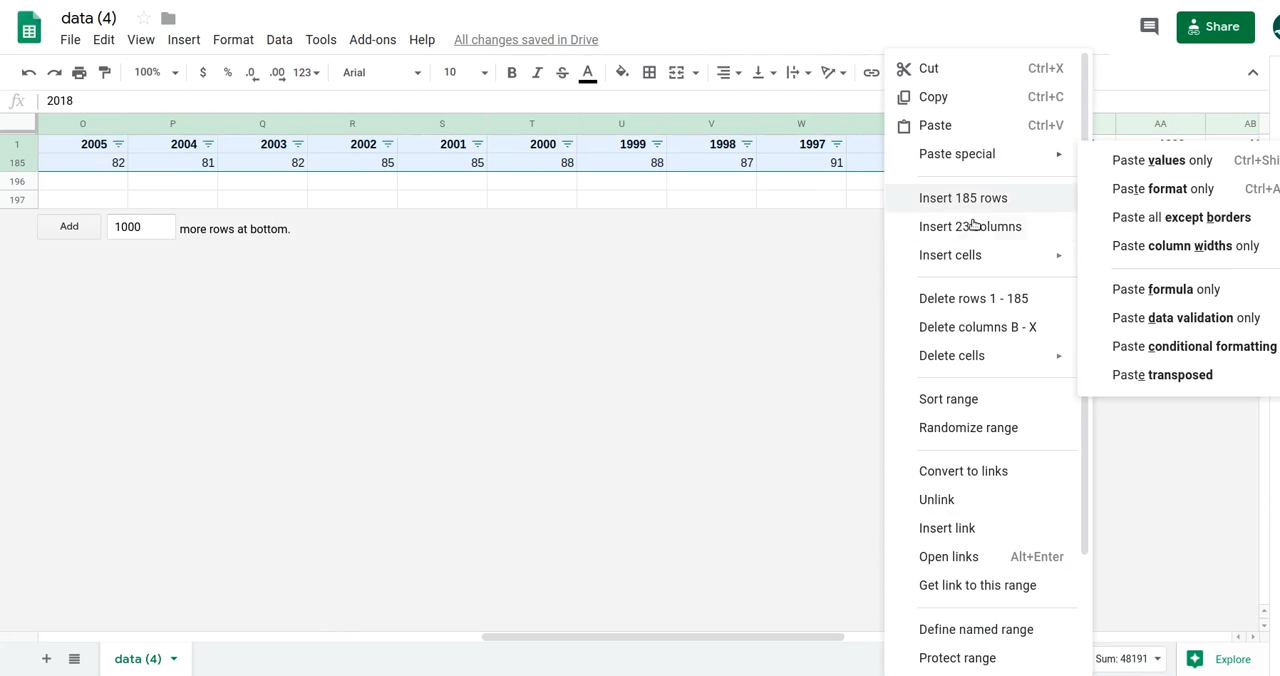 data (4)
File Edit View Insert Format Data Tools Add-ons Help All changes saved in Drive
Share
100% $ % .0 .00 123 Arial 10 B I S A
fx 2018
O P Q R S T U V W AA AB
1 2005 2004 2003 2002 2001 2000 1999 1998 1997
185 82 81 82 85 85 88 88 87 91
196
197
Add 1000 more rows at bottom.
Cut Ctrl+X
Copy Ctrl+C
Paste Ctrl+V
Paste special
Insert 185 rows
Insert 23 columns
Insert cells
Delete rows 1 - 185
Delete columns B - X
Delete cells
Sort range
Randomize range
Convert to links
Unlink
Insert link
Open links Alt+Enter
Get link to this range
Define named range
Protect range
Paste values only Ctrl+Shi
Paste format only Ctrl+A
Paste all except borders
Paste column widths only
Paste formula only
Paste data validation only
Paste conditional formatting
Paste transposed
+ data (4)
Sum: 48191
Explore